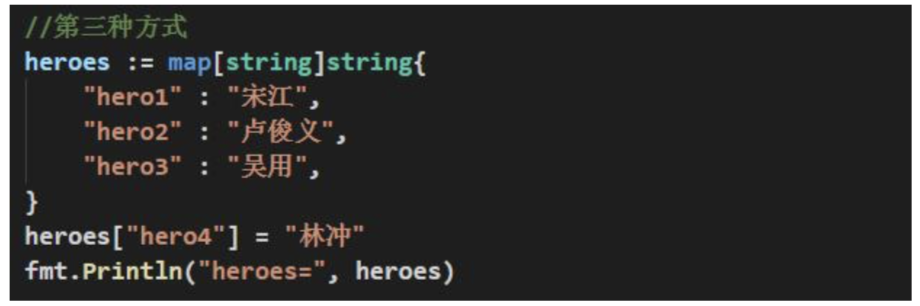 //第三种方式
heroes := map[string]string{
    "hero1" : "宋江",
    "hero2" : "卢俊义",
    "hero3" : "吴用",
}
heroes["hero4"] = "林冲"
fmt.Println("heroes=", heroes)